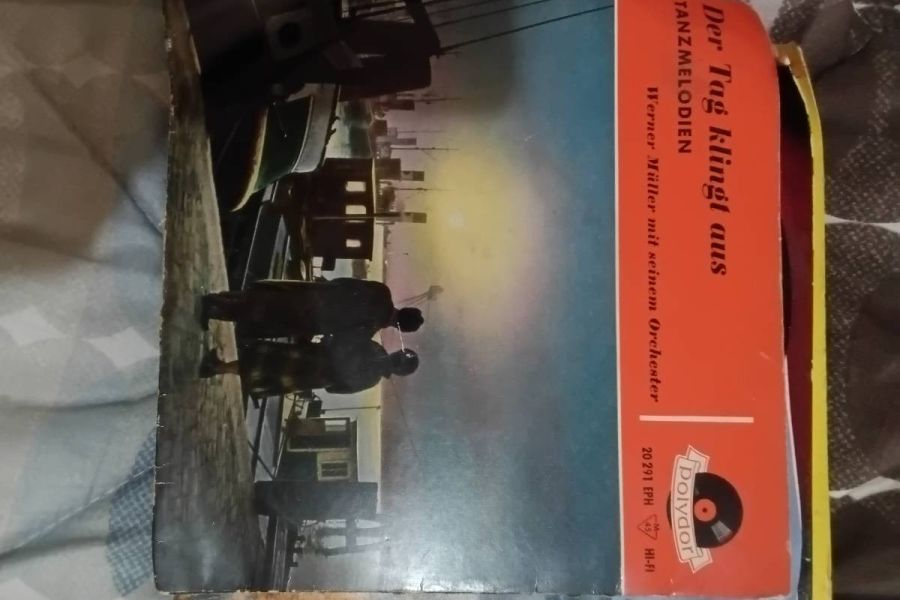 Der Tag klingt aus
TANZMELODIEN
Werner Müller mit seinem Orchester
polydor
20 291 EPH M 45 HI-FI